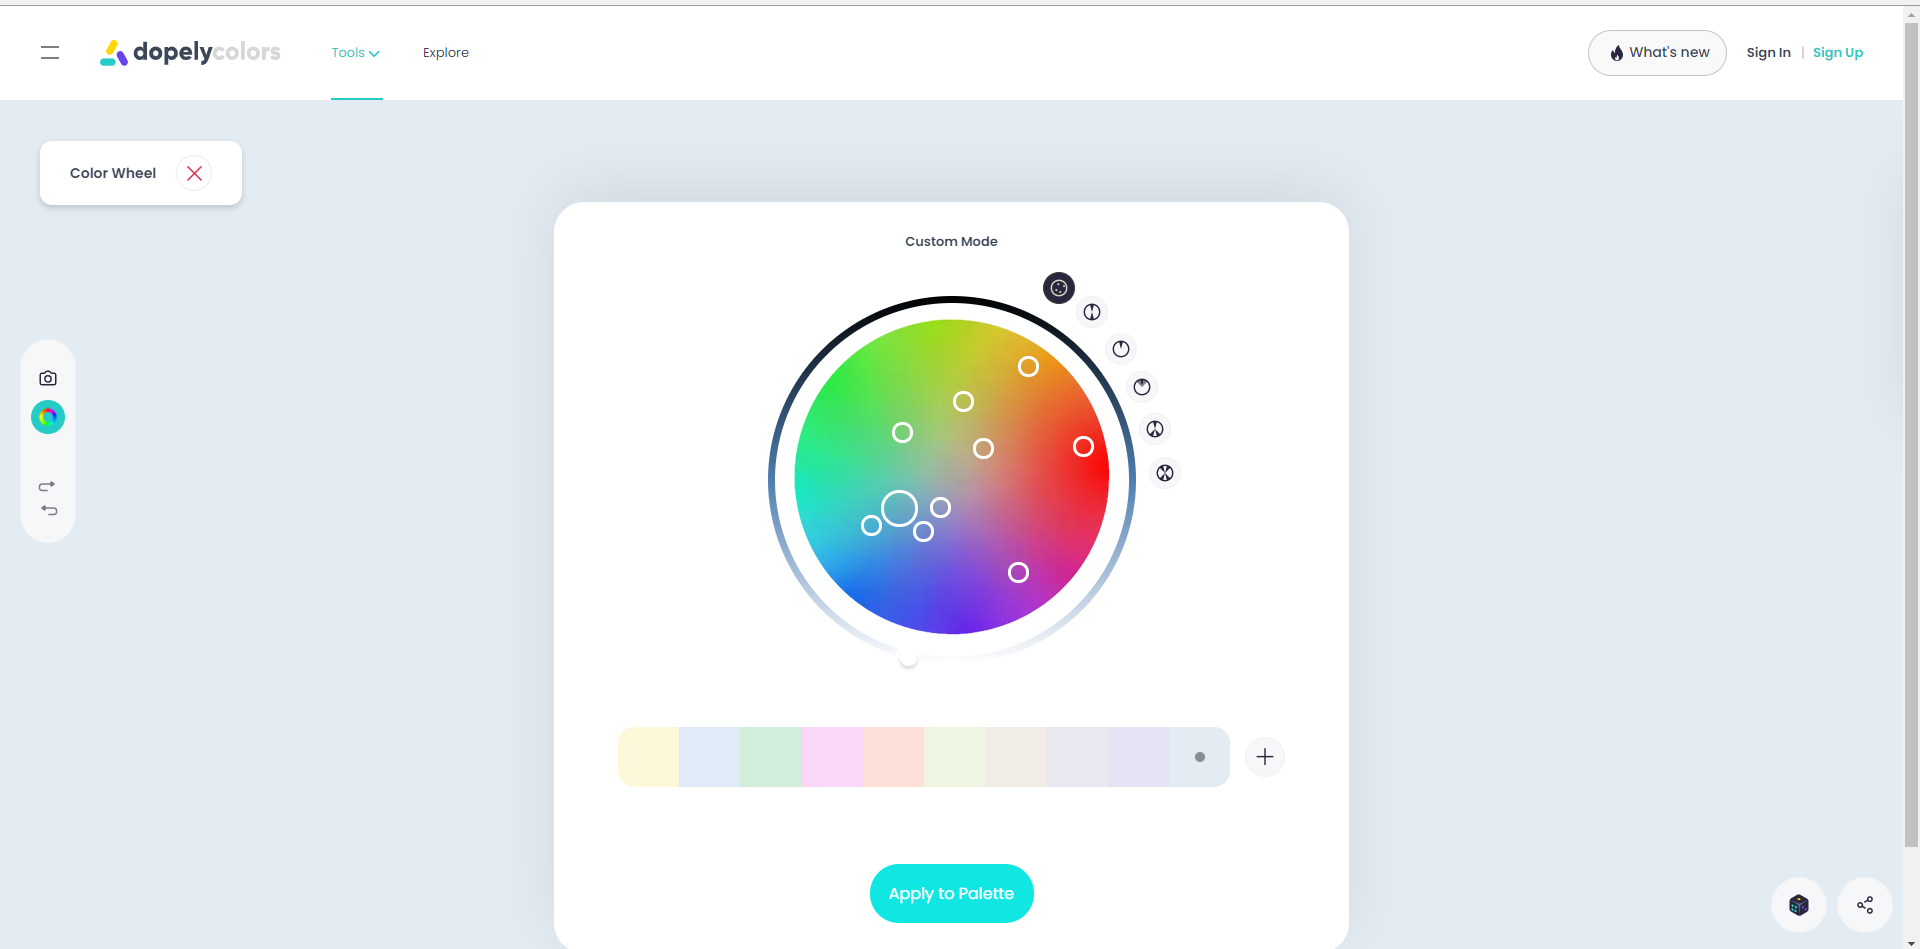 dopelycolors
Tools
Explore
What's new
Sign In | Sign Up
Color Wheel
Custom Mode
Apply to Palette